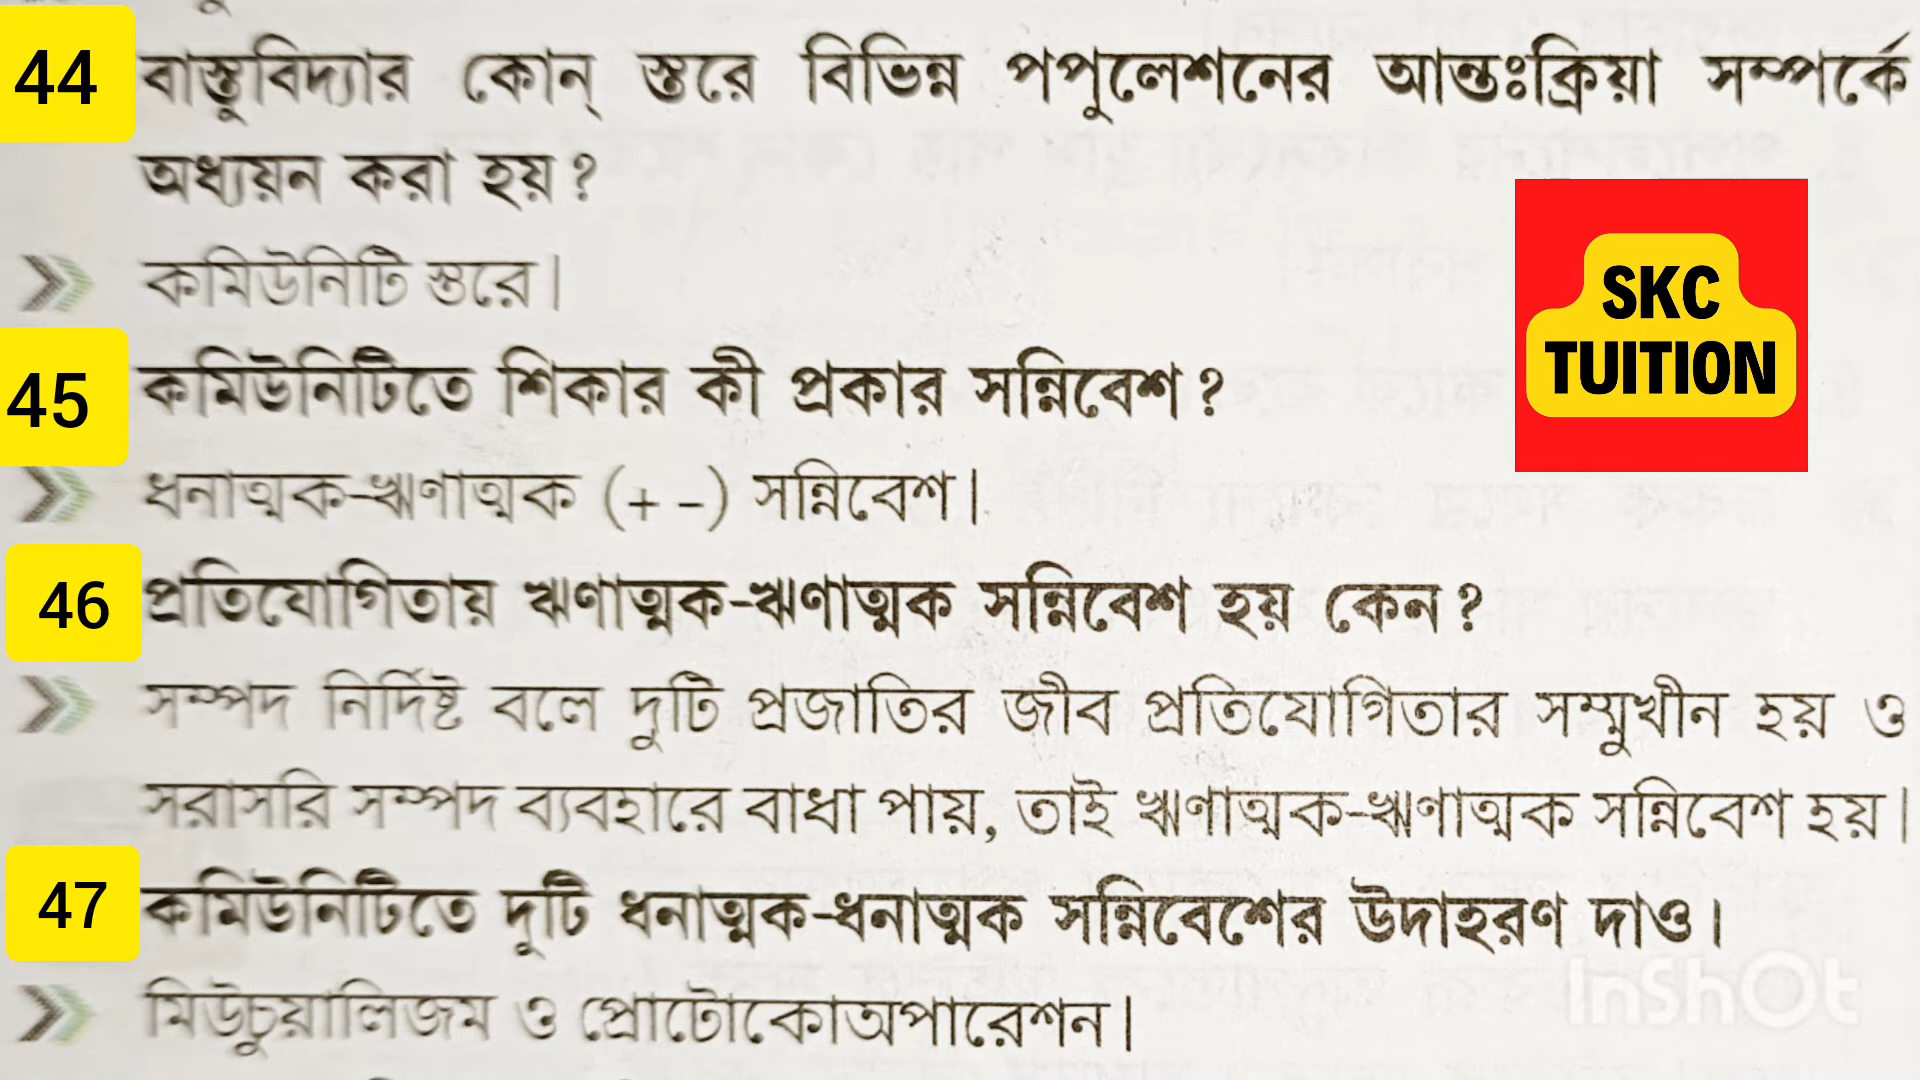 44 বাস্তুবিদ্যার কোন্ স্তরে বিভিন্ন পপুলেশনের আন্তঃক্রিয়া সম্পর্কে
অধ্যয়ন করা হয়?
কমিউনিটি স্তরে।
SKC
TUITION
45 কমিউনিটিতে শিকার কী প্রকার সন্নিবেশ?
ধনাত্মক-ঋণাত্মক (+ -) সন্নিবেশ।
46 প্রতিযোগিতায় ঋণাত্মক-ঋণাত্মক সন্নিবেশ হয় কেন?
সম্পদ নির্দিষ্ট বলে দুটি প্রজাতির জীব প্রতিযোগিতার সম্মুখীন হয় ও
সরাসরি সম্পদ ব্যবহারে বাধা পায়, তাই ঋণাত্মক-ঋণাত্মক সন্নিবেশ হয়।
47 কমিউনিটিতে দুটি ধনাত্মক-ধনাত্মক সন্নিবেশের উদাহরণ দাও।
InShOt
মিউচুয়ালিজম ও প্রোটোকোঅপারেশন।